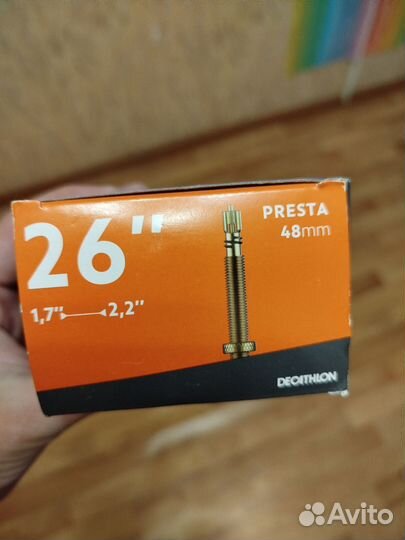 26"
PRESTA
48mm
1,7" 2,2"
DECATHLON
Avito